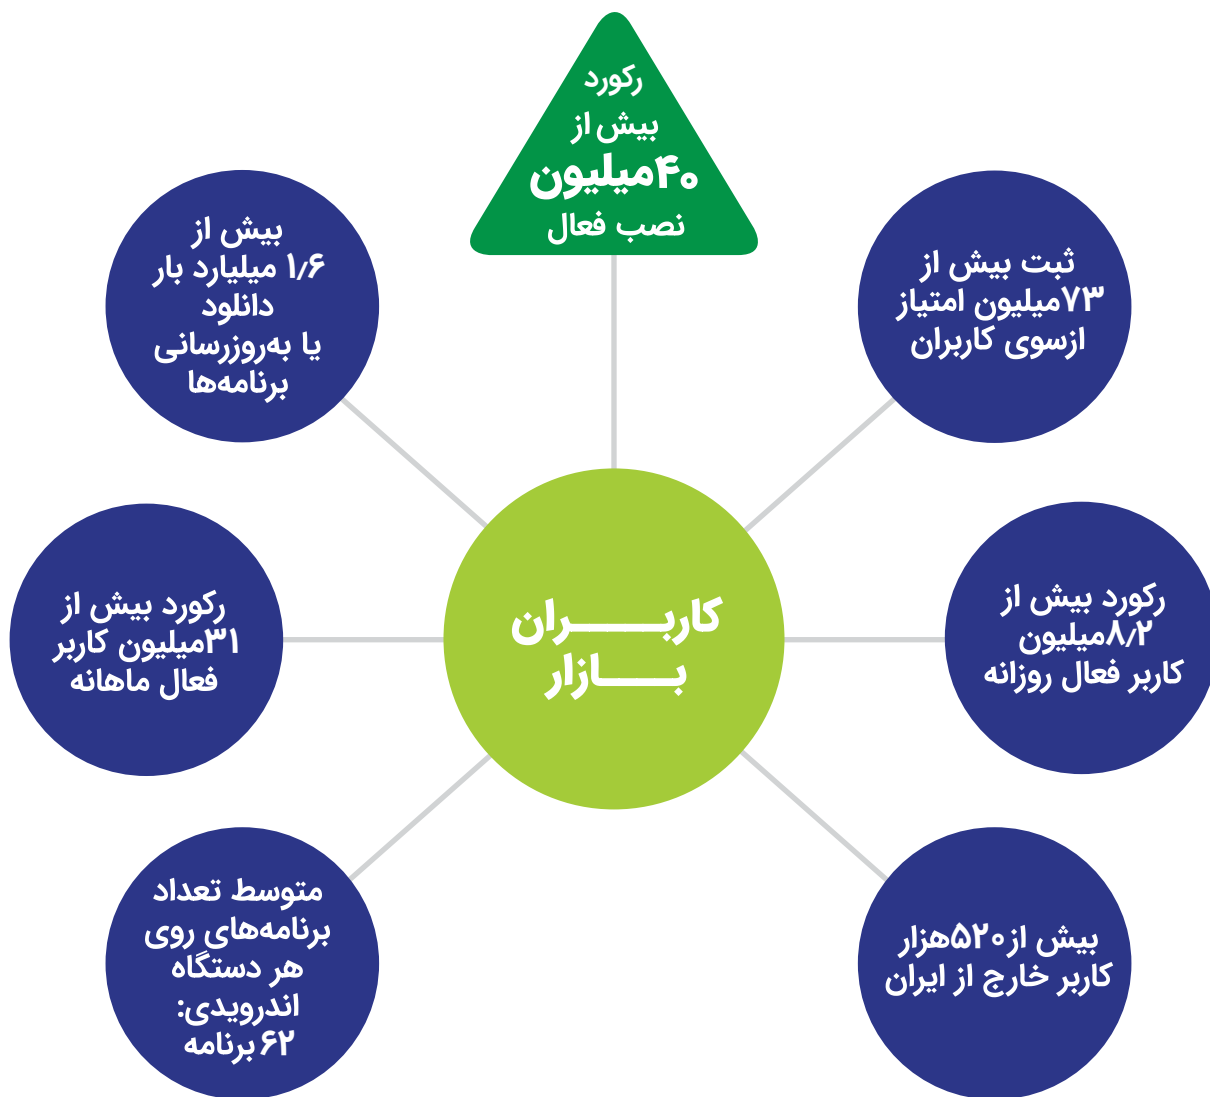 رکورد
بیش از
۴۰میلیون
نصب فعال
ثبت بیش از
۷۳میلیون امتیاز
ازسوی کاربران
بیش از
۱٫۶ میلیارد بار
دانلود
یا به‌روزرسانی
برنامه‌ها
کاربـــــران
بـــــازار
رکورد بیش از
۸٫۲میلیون
کاربر فعال روزانه
رکورد بیش از
۳۱میلیون کاربر
فعال ماهانه
بیش از۵۲۰هزار
کاربر خارج از ایران
متوسط تعداد
برنامه‌های روی
هر دستگاه
اندرویدی:
۶۲ برنامه